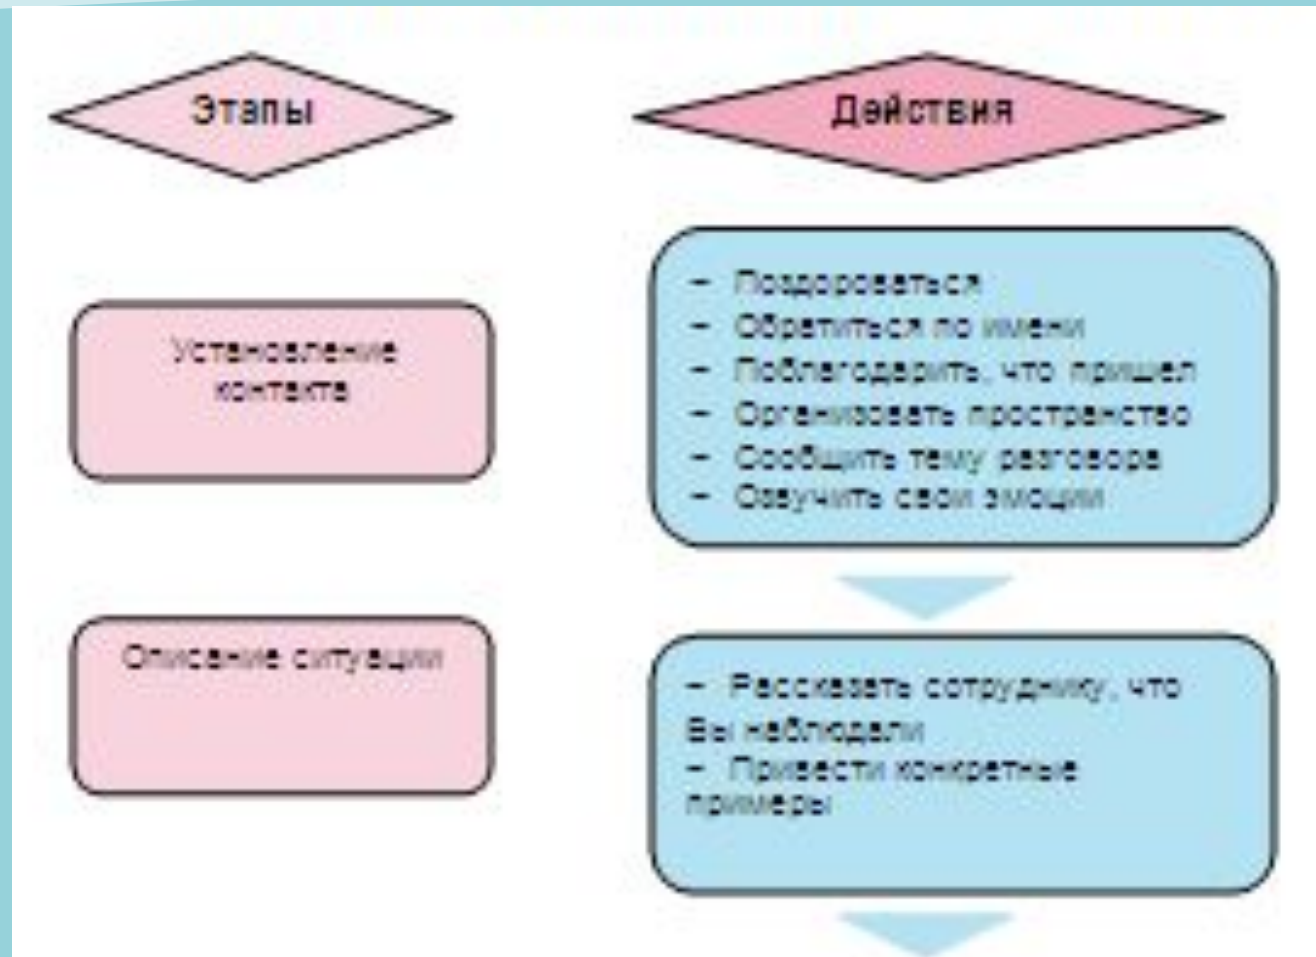 Этапы
Действия
Установление
контакта
– Поздороваться
– Обратиться по имени
– Поблагодарить, что пришел
– Организовать пространство
– Сообщить тему разговора
– Озвучить свои эмоции
Описание ситуации
– Рассказать сотруднику, что
Вы наблюдали
– Привести конкретные
примеры